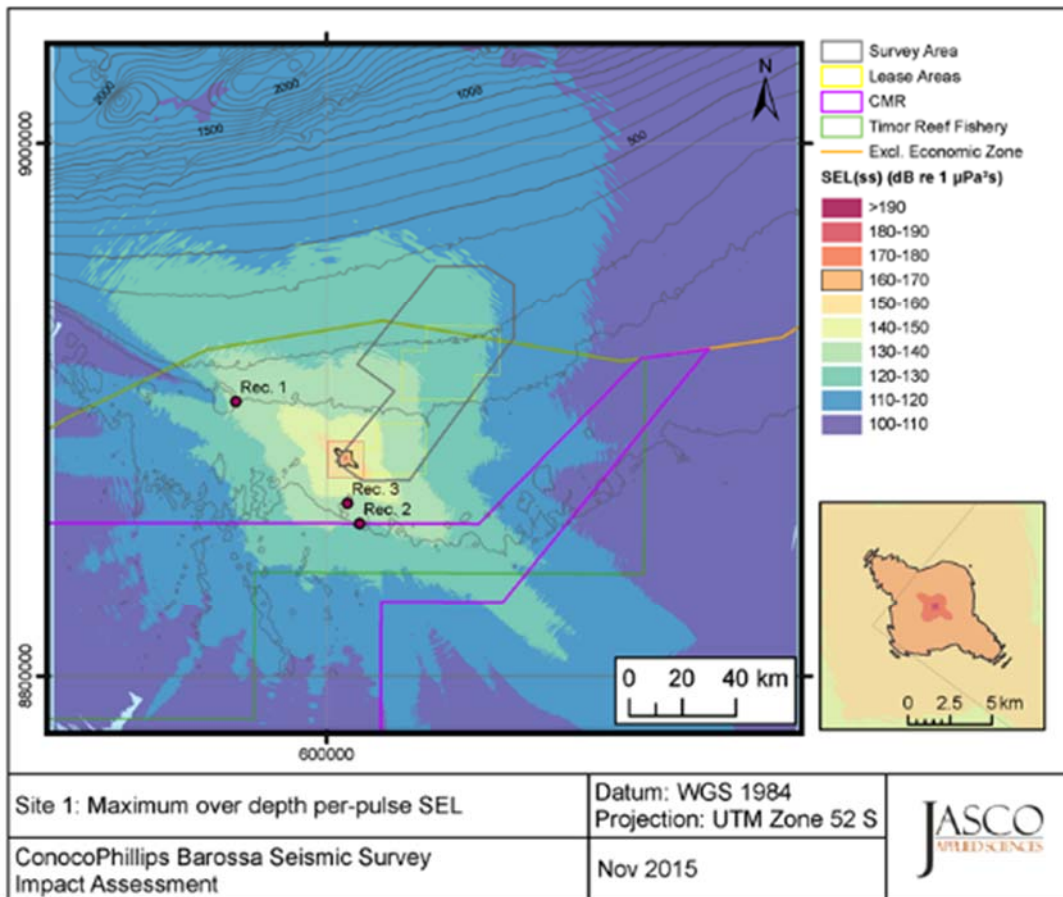 2000
2000
1500
1000
500
N
9000000
8800000
600000
Rec. 1
Rec. 3
Rec. 2
0 20 40 km
Survey Area
Lease Areas
CMR
Timor Reef Fishery
Excl. Economic Zone
SEL(ss) (dB re 1 µPa²s)
>190
180-190
170-180
160-170
150-160
140-150
130-140
120-130
110-120
100-110
0 2.5 5 km
Site 1: Maximum over depth per-pulse SEL
Datum: WGS 1984
Projection: UTM Zone 52 S
ConocoPhillips Barossa Seismic Survey
Impact Assessment
Nov 2015
JASCO
APPLIED SCIENCES